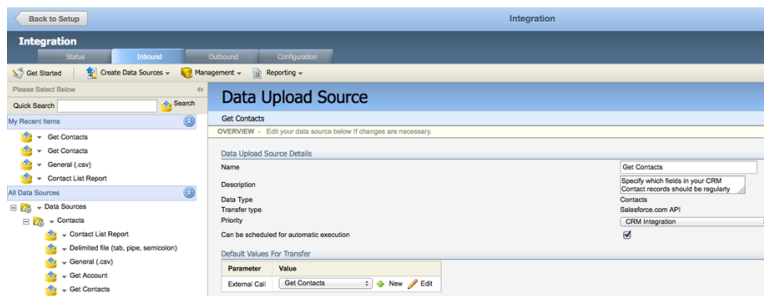 Back to Setup
Integration
Integration
Status Inbound Outbound Configuration
Get Started Create Data Sources Management Reporting
Please Select Below
Quick Search Search
My Recent Items
Get Contacts
Get Contacts
General (.csv)
Contact List Report
All Data Sources
Data Sources
Contacts
Contact List Report
Delimited file (tab, pipe, semicolon)
General (.csv)
Get Account
Get Contacts
Data Upload Source
Get Contacts
OVERVIEW - Edit your data source below if changes are necessary.
Data Upload Source Details
Name Get Contacts
Description Specify which fields in your CRM
Contact records should be regularly
Data Type Contacts
Transfer type Salesforce.com API
Priority CRM Integration
Can be scheduled for automatic execution
Default Values For Transfer
Parameter Value
External Call Get Contacts New Edit